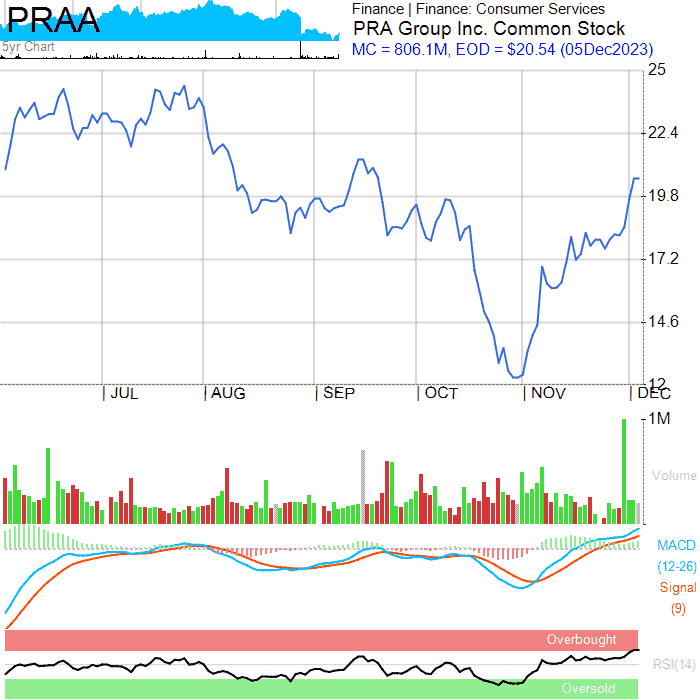 PRAA
5yr Chart
Finance | Finance: Consumer Services
PRA Group Inc. Common Stock
MC = 806.1M, EOD = $20.54 (05Dec2023)
25
22.4
19.8
17.2
14.6
12
| JUL | AUG | SEP | OCT | NOV | DEC
1M
Volume
MACD
(12-26)
Signal
(9)
Overbought
RSI(14)
Oversold